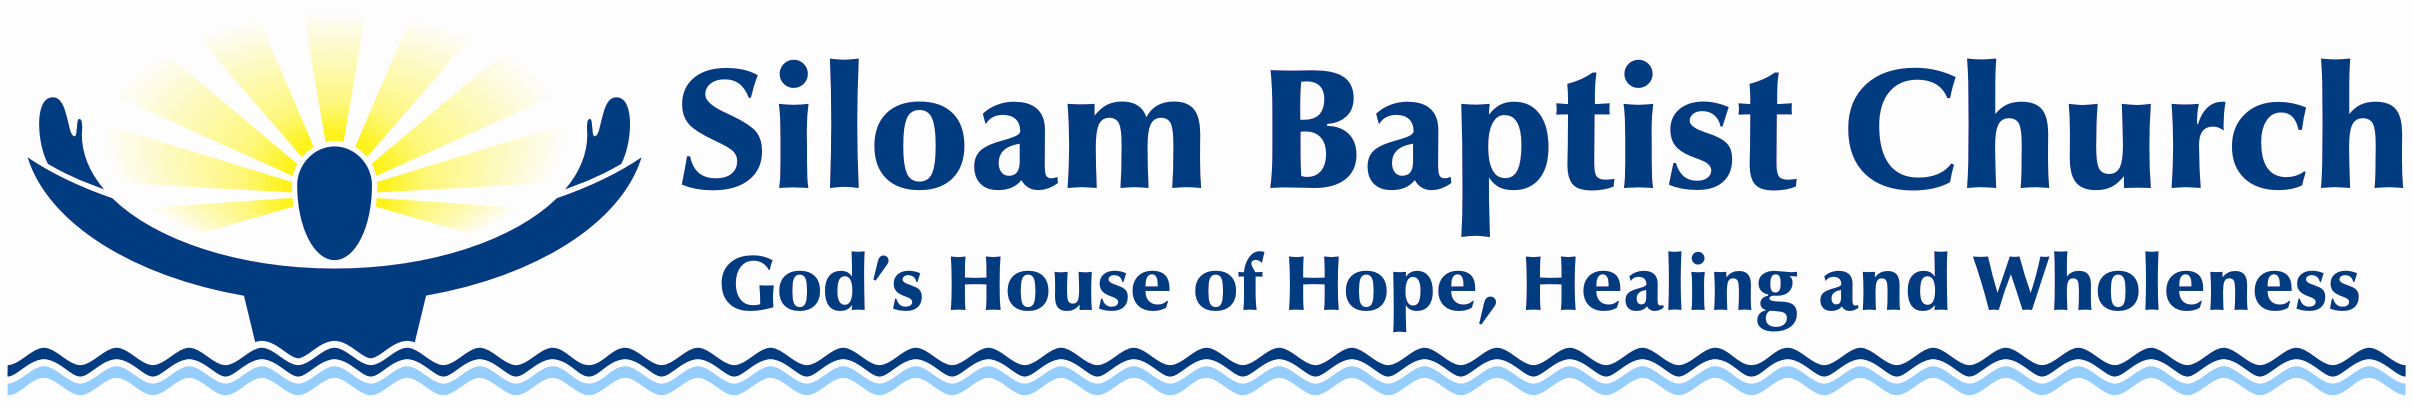 Siloam Baptist Church
God's House of Hope, Healing and Wholeness